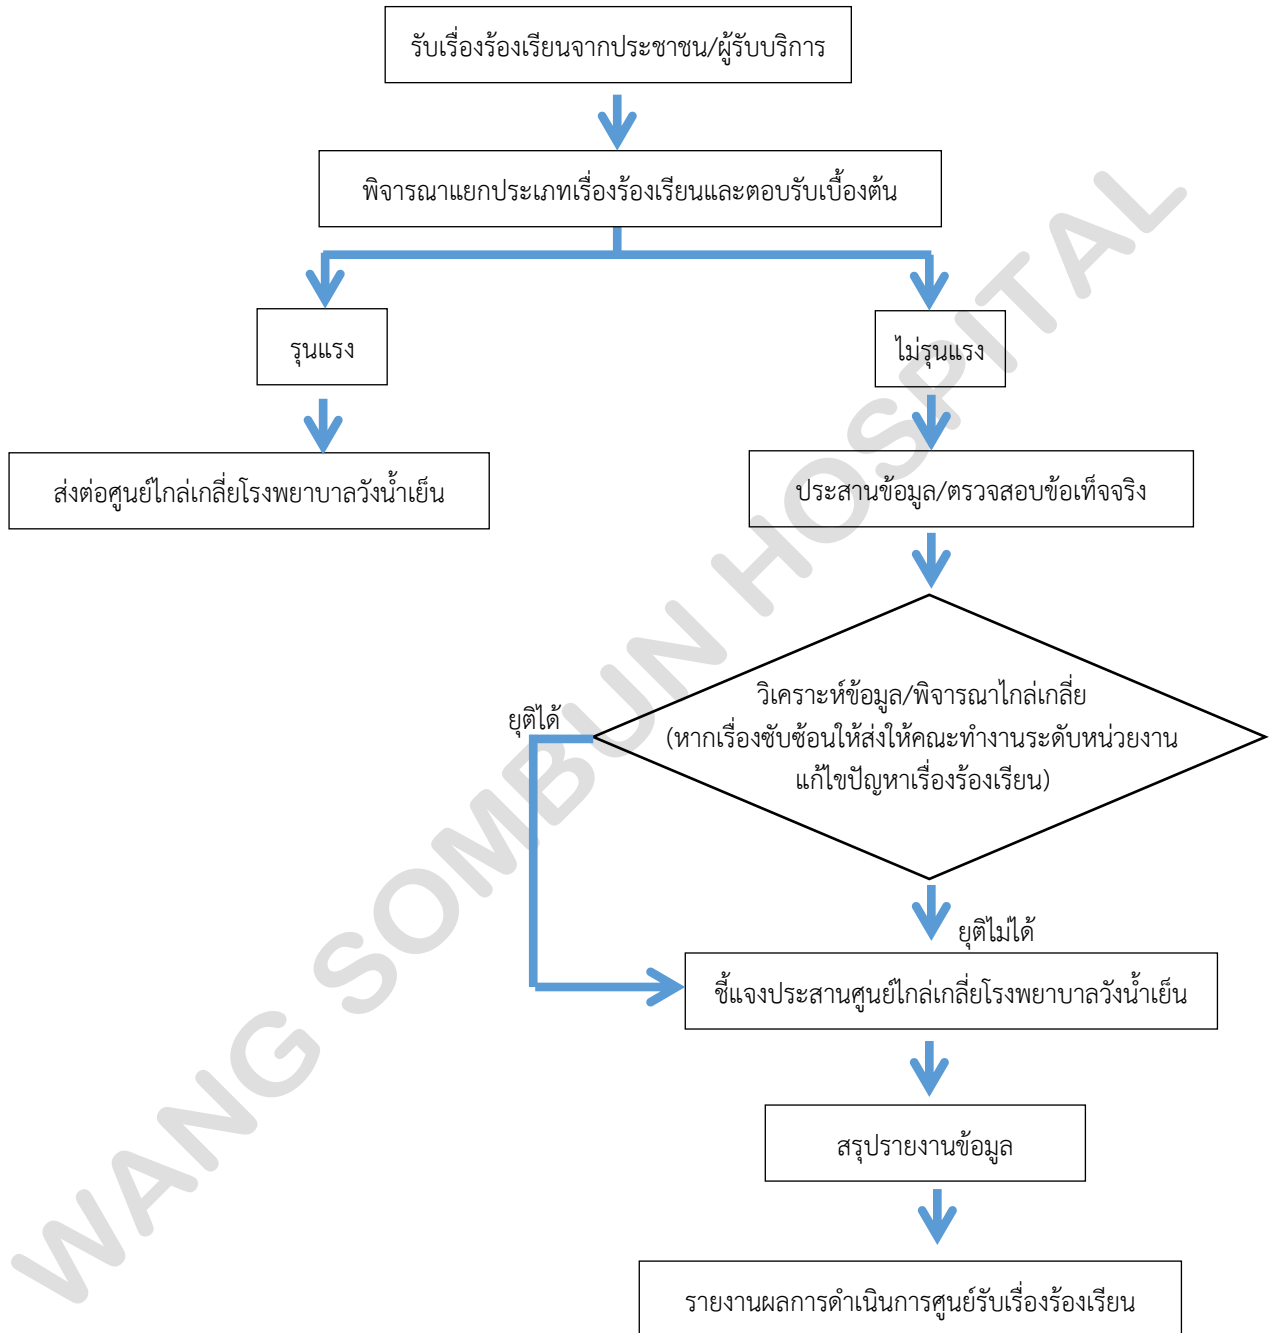 รับเรื่องร้องเรียนจากประชาชน/ผู้รับบริการ
พิจารณาแยกประเภทเรื่องร้องเรียนและตอบรับเบื้องต้น
รุนแรง
ไม่รุนแรง
ส่งต่อศูนย์ไกล่เกลี่ยโรงพยาบาลวังน้ำเย็น
ประสานข้อมูล/ตรวจสอบข้อเท็จจริง
วิเคราะห์ข้อมูล/พิจารณาไกล่เกลี่ย
(หากเรื่องซับซ้อนให้ส่งให้คณะทำงานระดับหน่วยงาน
แก้ไขปัญหาเรื่องร้องเรียน)
ยุติได้
ยุติไม่ได้
ชี้แจงประสานศูนย์ไกล่เกลี่ยโรงพยาบาลวังน้ำเย็น
สรุปรายงานข้อมูล
รายงานผลการดำเนินการศูนย์รับเรื่องร้องเรียน
WANG SOMBUN HOSPITAL